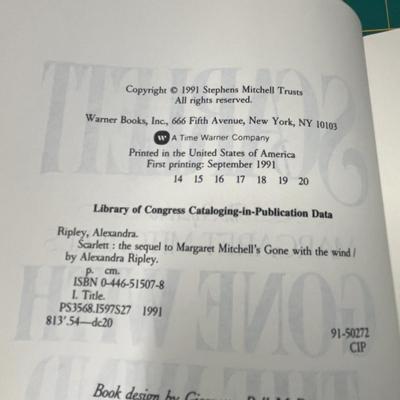 Copyright © 1991 Stephens Mitchell Trusts
All rights reserved.
Warner Books, Inc., 666 Fifth Avenue, New York, NY 10103
W A Time Warner Company
Printed in the United States of America
First printing: September 1991
14 15 16 17 18 19 20
Library of Congress Cataloging-in-Publication Data
Ripley, Alexandra.
Scarlett : the sequel to Margaret Mitchell's Gone with the wind /
by Alexandra Ripley.
p. cm.
ISBN 0-446-51507-8
I. Title.
PS3568.I597S27 1991
813'.54—dc20
91-50272
CIP
Book design by